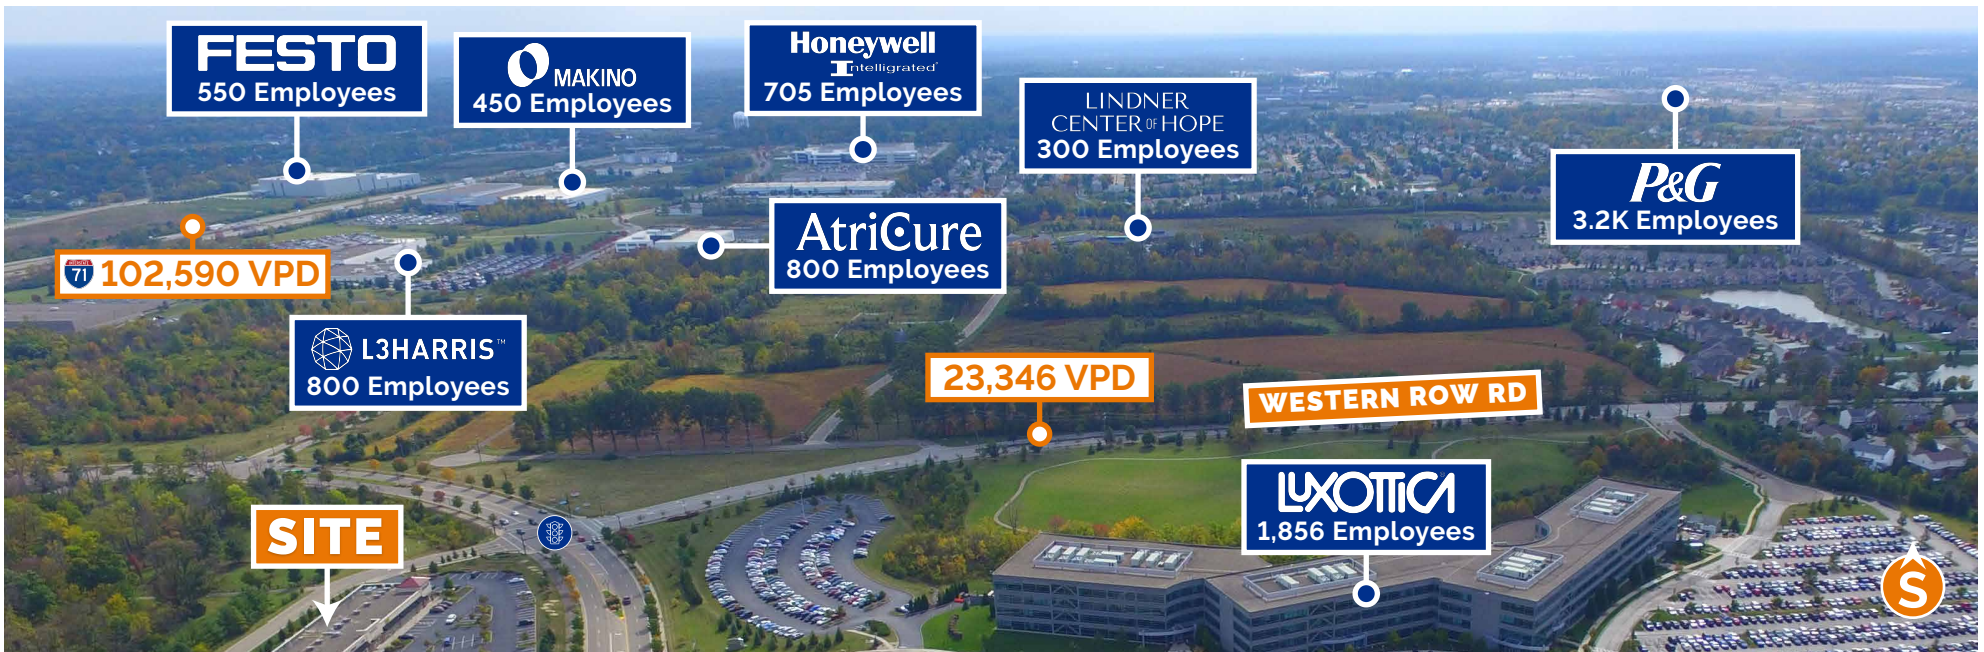 FESTO
550 Employees
MAKINO
450 Employees
Honeywell
Intelligrated
705 Employees
LINDNER
CENTER OF HOPE
300 Employees
P&G
3.2K Employees
AtriCure
800 Employees
INTERSTATE
71
102,590 VPD
L3HARRIS™
800 Employees
23,346 VPD
WESTERN ROW RD
LUXOTTICA
1,856 Employees
SITE
S